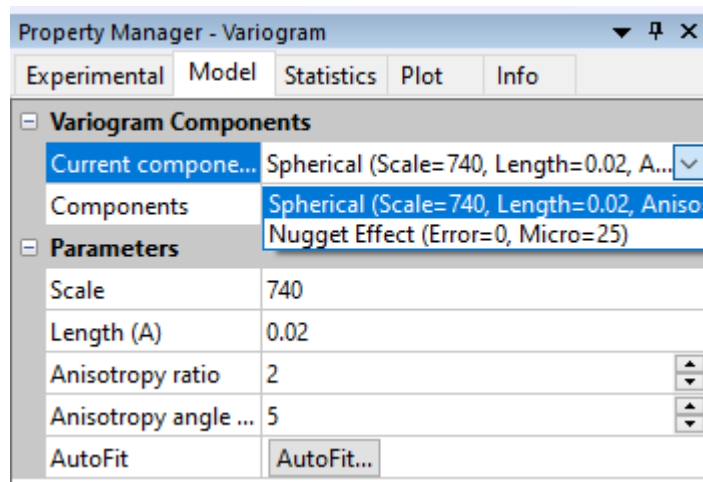 Property Manager - Variogram
Experimental Model Statistics Plot Info
Variogram Components
Current compone... Spherical (Scale=740, Length=0.02, A...
Components Spherical (Scale=740, Length=0.02, Aniso
Nugget Effect (Error=0, Micro=25)
Parameters
Scale 740
Length (A) 0.02
Anisotropy ratio 2
Anisotropy angle ... 5
AutoFit AutoFit...